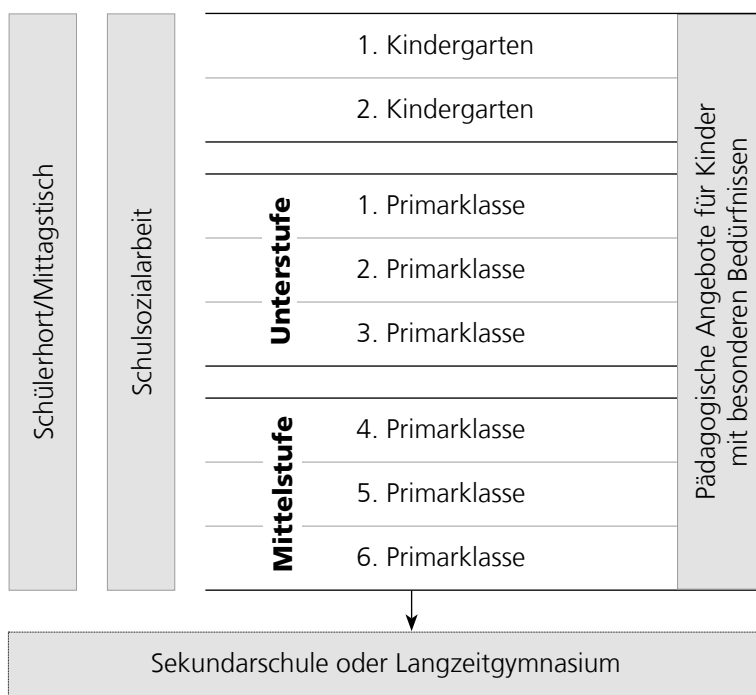 Schülerhort/Mittagstisch
Schulsozialarbeit
1. Kindergarten
2. Kindergarten
Unterstufe
1. Primarklasse
2. Primarklasse
3. Primarklasse
Mittelstufe
4. Primarklasse
5. Primarklasse
6. Primarklasse
Pädagogische Angebote für Kinder
mit besonderen Bedürfnissen
Sekundarschule oder Langzeitgymnasium